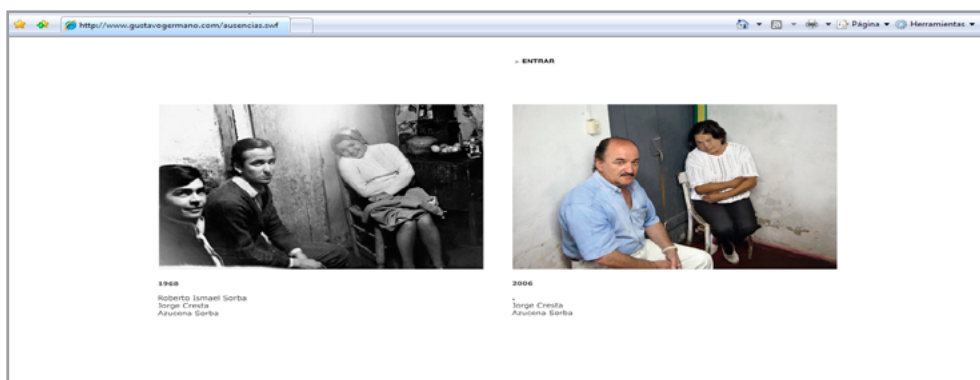 http://www.gustavogermano.com/ausencias.swf
Página
Herramientas
> ENTRAR
1968
Roberto Ismael Sorba
Jorge Cresta
Azucena Sorba
2006
.
Jorge Cresta
Azucena Sorba